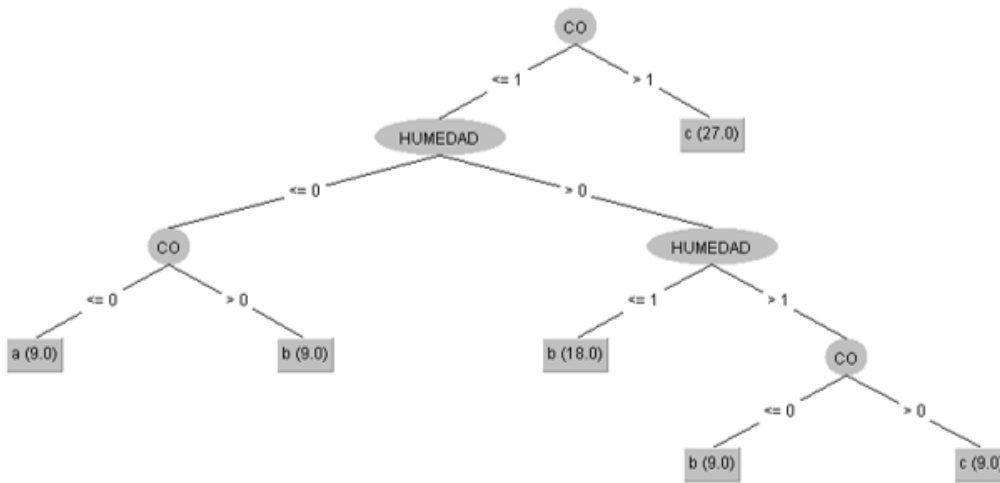 CO
<= 1
> 1
HUMEDAD
c (27.0)
<= 0
> 0
CO
HUMEDAD
<= 0
> 0
<= 1
> 1
a (9.0)
b (9.0)
b (18.0)
CO
<= 0
> 0
b (9.0)
c (9.0)